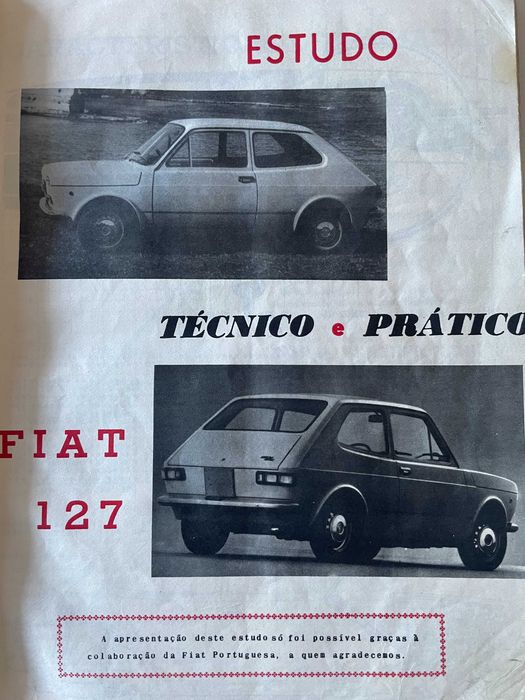 ESTUDO
TÉCNICO e PRÁTICO
FIAT
127
A apresentação deste estudo só foi possível graças à
colaboração da Fiat Portuguesa, a quem agradecemos.